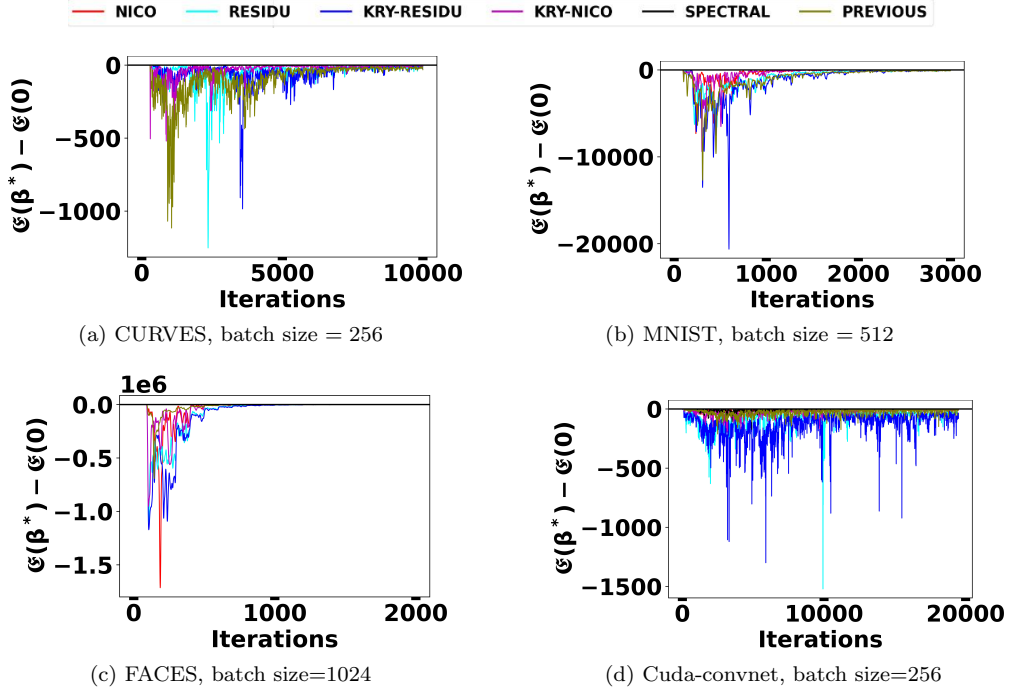 NICO RESIDU KRY-RESIDU KRY-NICO SPECTRAL PREVIOUS
𝕾(β*) − 𝕾(0)
0
−500
−1000
0 5000 10000
Iterations
(a) CURVES, batch size = 256
𝕾(β*) − 𝕾(0)
0
−10000
−20000
0 1000 2000 3000
Iterations
(b) MNIST, batch size = 512
1e6
𝕾(β*) − 𝕾(0)
0.0
−0.5
−1.0
−1.5
0 1000 2000
Iterations
(c) FACES, batch size=1024
𝕾(β*) − 𝕾(0)
0
−500
−1000
−1500
0 10000 20000
Iterations
(d) Cuda-convnet, batch size=256